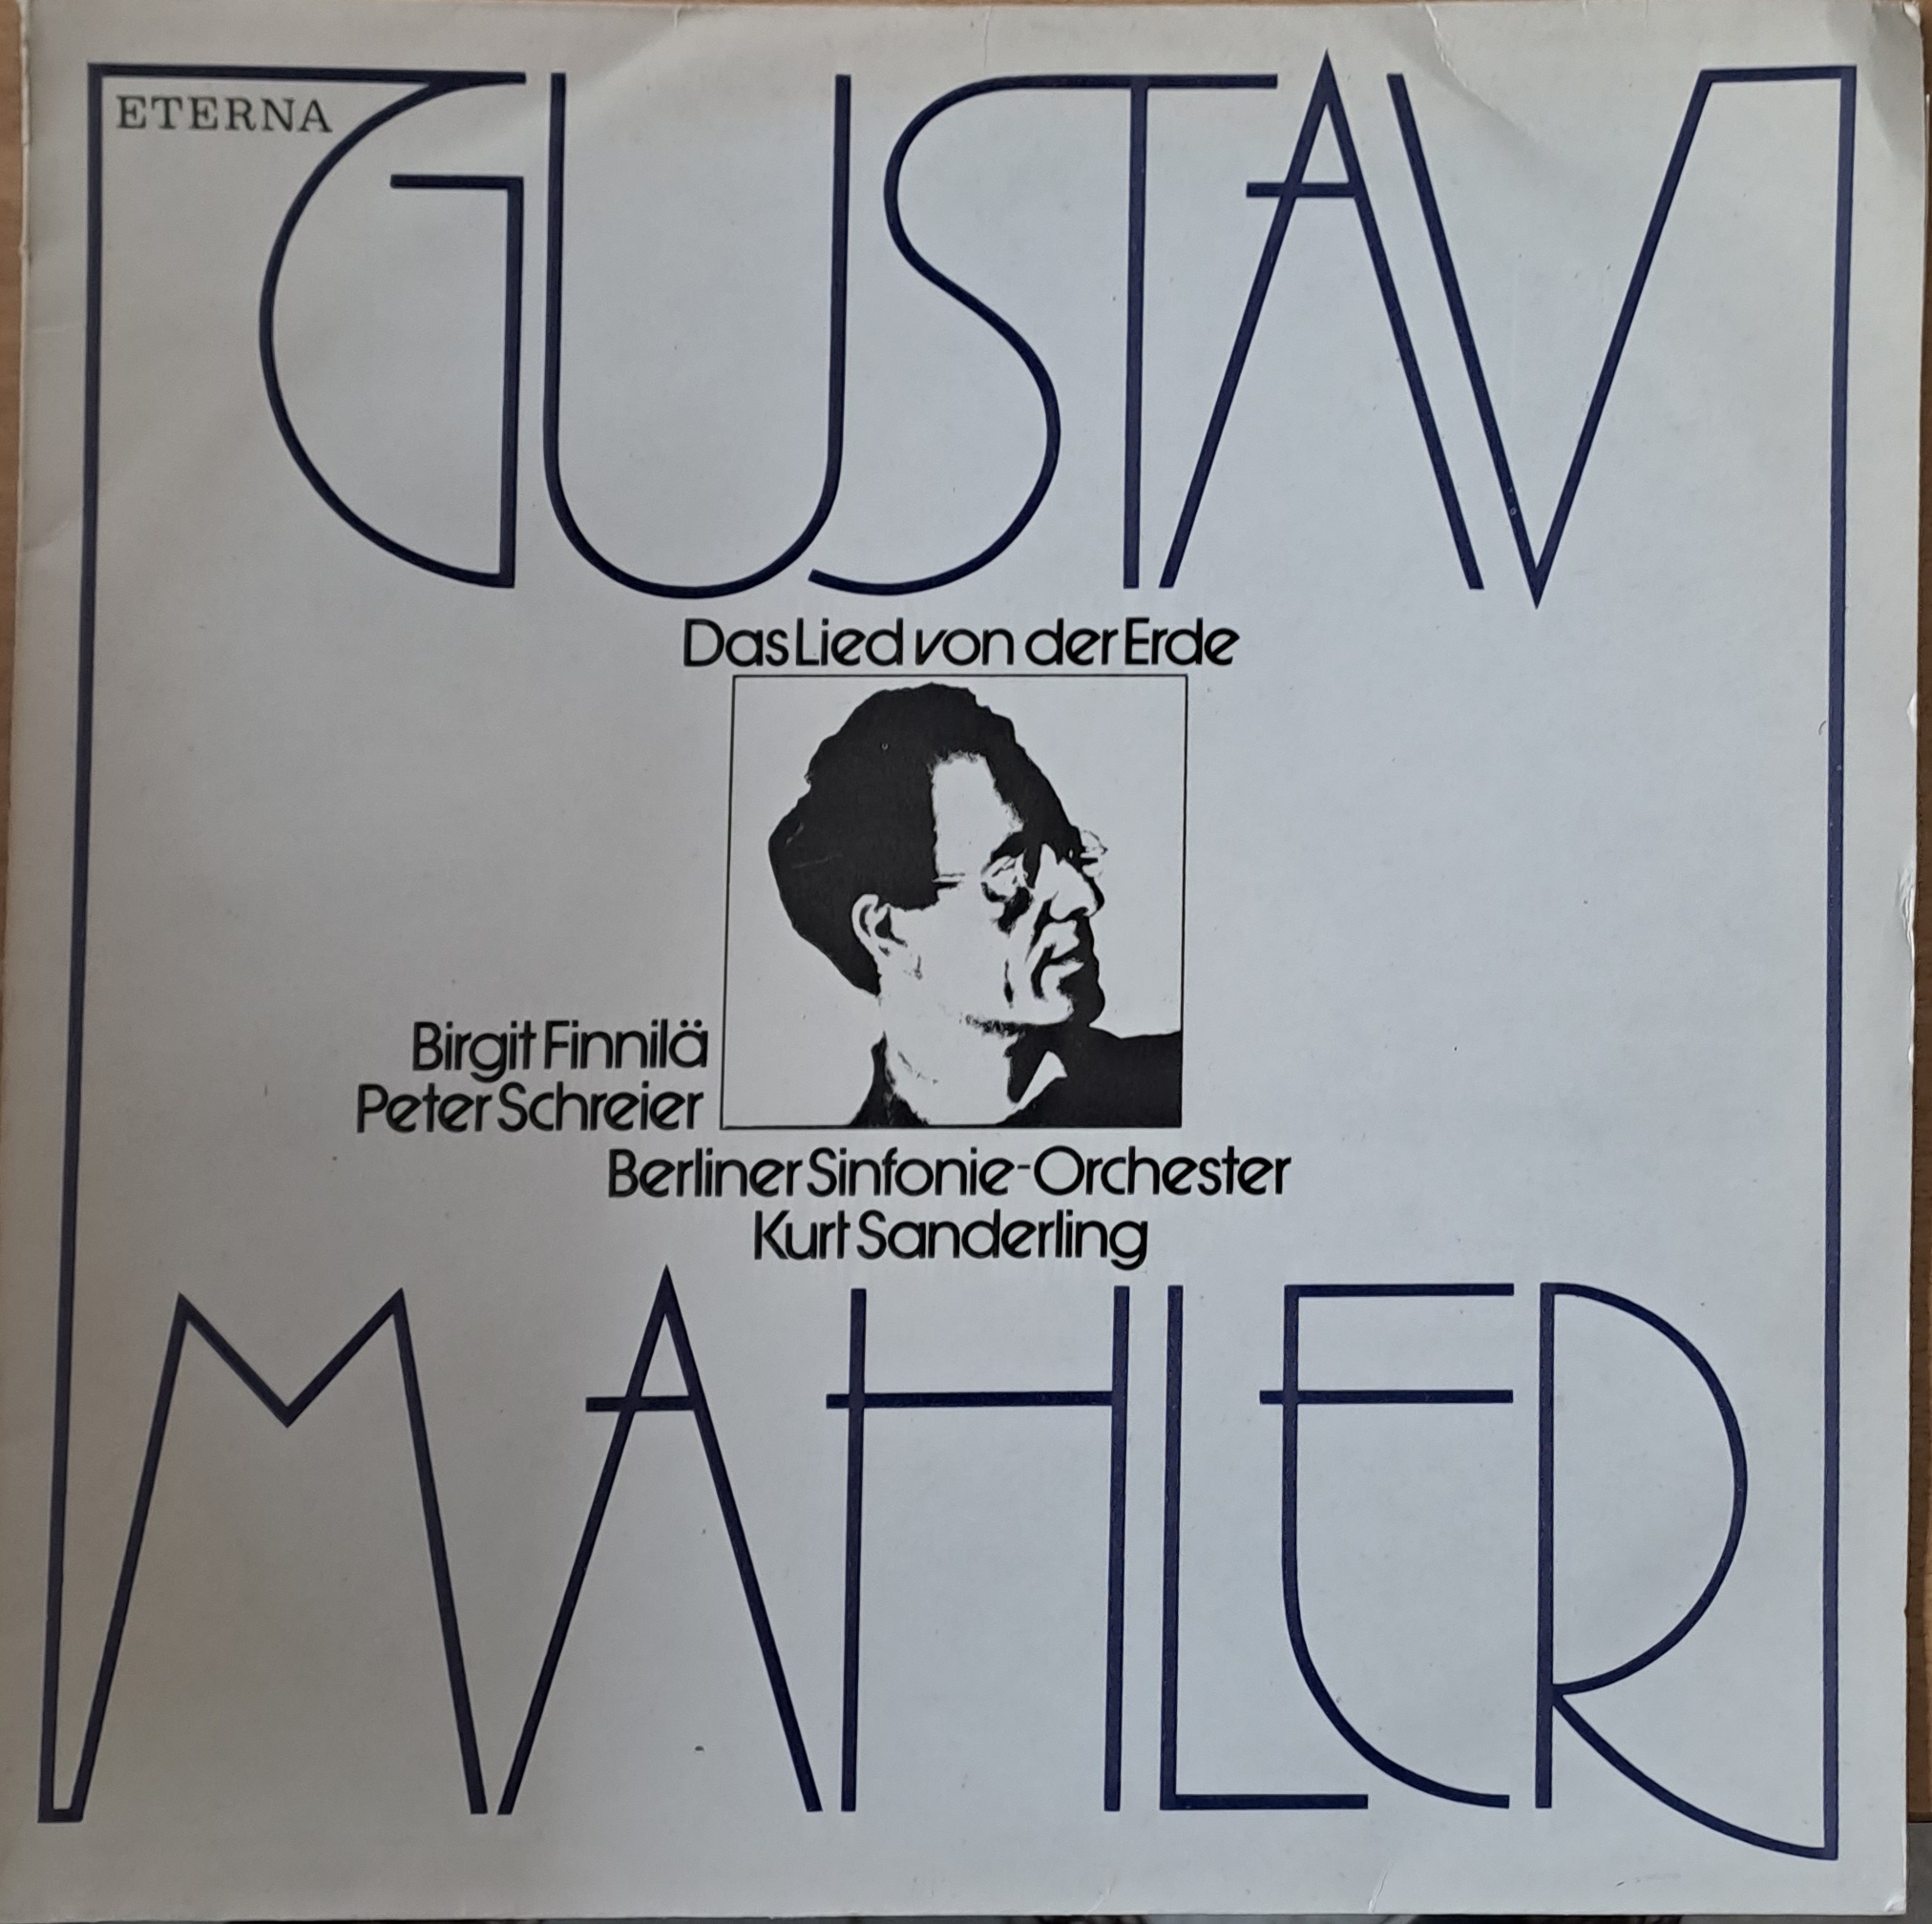 ETERNA
GUSTAV
Das Lied von der Erde
Birgit Finnilä
Peter Schreier
Berliner Sinfonie-Orchester
Kurt Sanderling
MAHLER